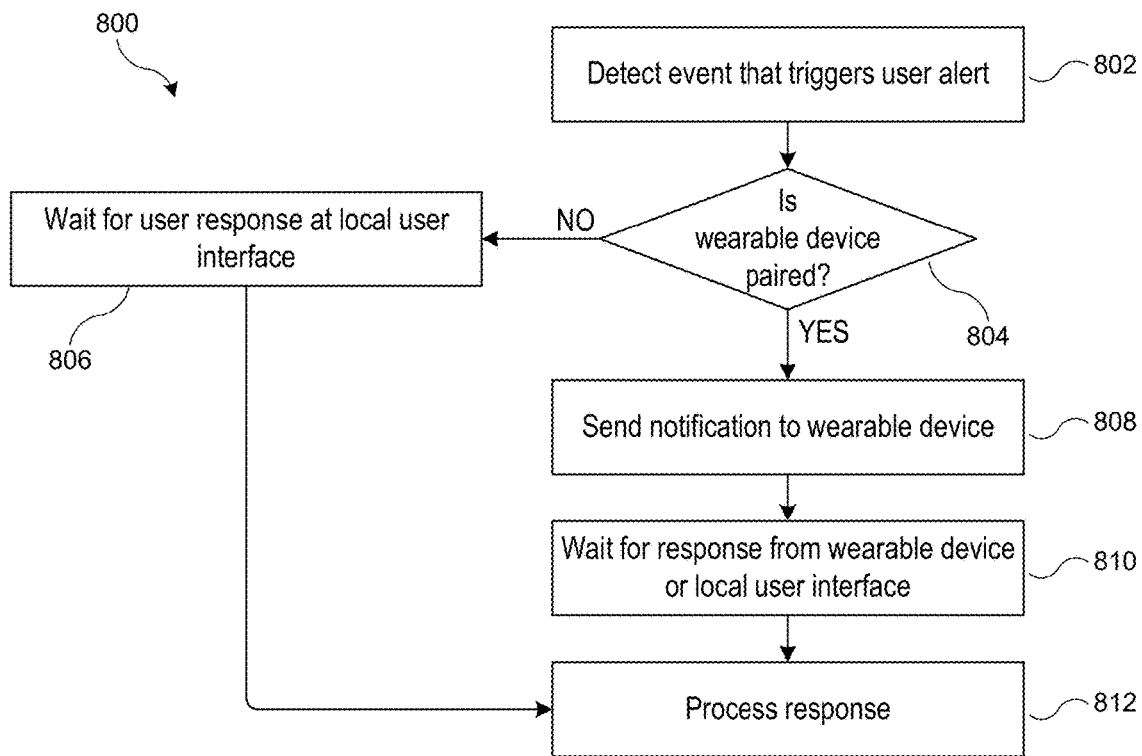 800
Detect event that triggers user alert
802
Is
wearable device
paired?
804
NO
Wait for user response at local user
interface
806
YES
Send notification to wearable device
808
Wait for response from wearable device
or local user interface
810
Process response
812